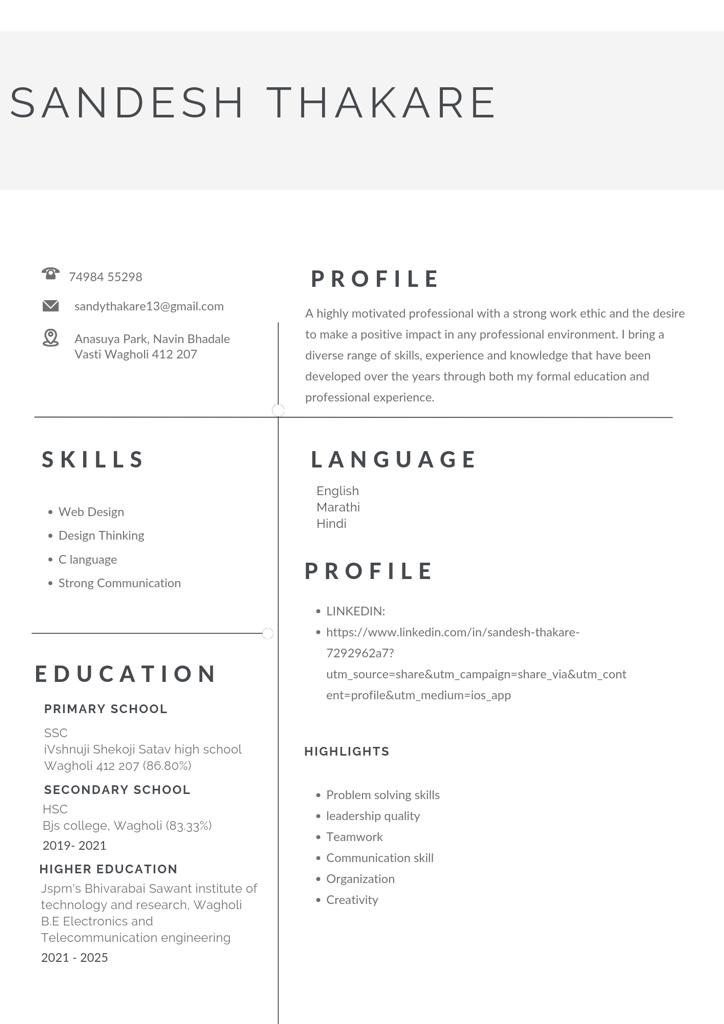 SANDESH THAKARE
74984 55298
sandythakare13@gmail.com
Anasuya Park, Navin Bhadale
Vasti Wagholi 412 207
PROFILE
A highly motivated professional with a strong work ethic and the desire
to make a positive impact in any professional environment. I bring a
diverse range of skills, experience and knowledge that have been
developed over the years through both my formal education and
professional experience.
SKILLS
• Web Design
• Design Thinking
• C language
• Strong Communication
EDUCATION
PRIMARY SCHOOL
SSC
iVshnuji Shekoji Satav high school
Wagholi 412 207 (86.80%)
SECONDARY SCHOOL
HSC
Bjs college, Wagholi (83.33%)
2019- 2021
HIGHER EDUCATION
Jspm's Bhivarabai Sawant institute of
technology and research, Wagholi
B.E Electronics and
Telecommunication engineering
2021 - 2025
LANGUAGE
English
Marathi
Hindi
PROFILE
• LINKEDIN:
• https://www.linkedin.com/in/sandesh-thakare-
7292962a7?
utm_source=share&utm_campaign=share_via&utm_cont
ent=profile&utm_medium=ios_app
HIGHLIGHTS
• Problem solving skills
• leadership quality
• Teamwork
• Communication skill
• Organization
• Creativity